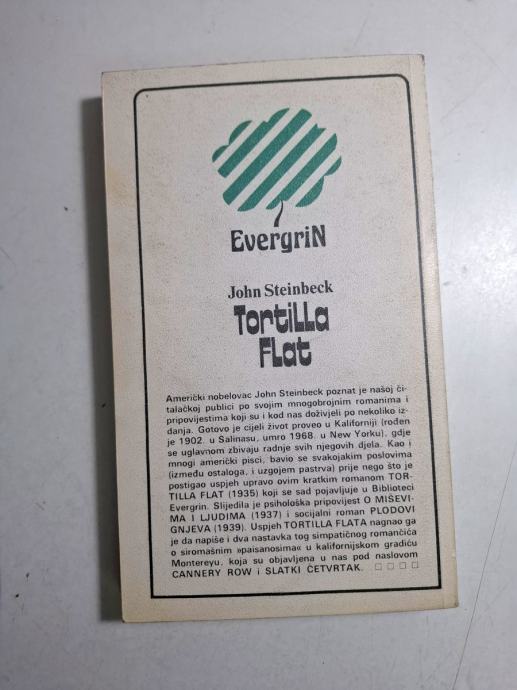 EvergriN
John Steinbeck
TortiLLa
FLat
Američki nobelovac John Steinbeck poznat je našoj či-
talačkoj publici po svojim mnogobrojnim romanima i
pripovijestima koji su i kod nas doživjeli po nekoliko iz-
danja. Gotovo je cijeli život proveo u Kaliforniji (rođen
je 1902. u Salinasu, umro 1968. u New Yorku), gdje
se uglavnom zbivaju radnje svih njegovih djela. Kao i
mnogi američki pisci, bavio se svakojakim poslovima
(između ostaloga, i uzgojem pastrva) prije nego što je
postigao uspjeh upravo ovim kratkim romanom TOR-
TILLA FLAT (1935) koji se sad pojavljuje u Biblioteci
Evergrin. Slijedila je psihološka pripovijest O MIŠEVI-
MA I LJUDIMA (1937) i socijalni roman PLODOVI
GNJEVA (1939). Uspjeh TORTILLA FLATA nagnao ga
je da napiše i dva nastavka tog simpatičnog romančića
o siromašnim »paisanosima« u kalifornijskom gradiću
Montereyu, koja su objavljena u nas pod naslovom
CANNERY ROW i SLATKI ČETVRTAK. □ □ □ □